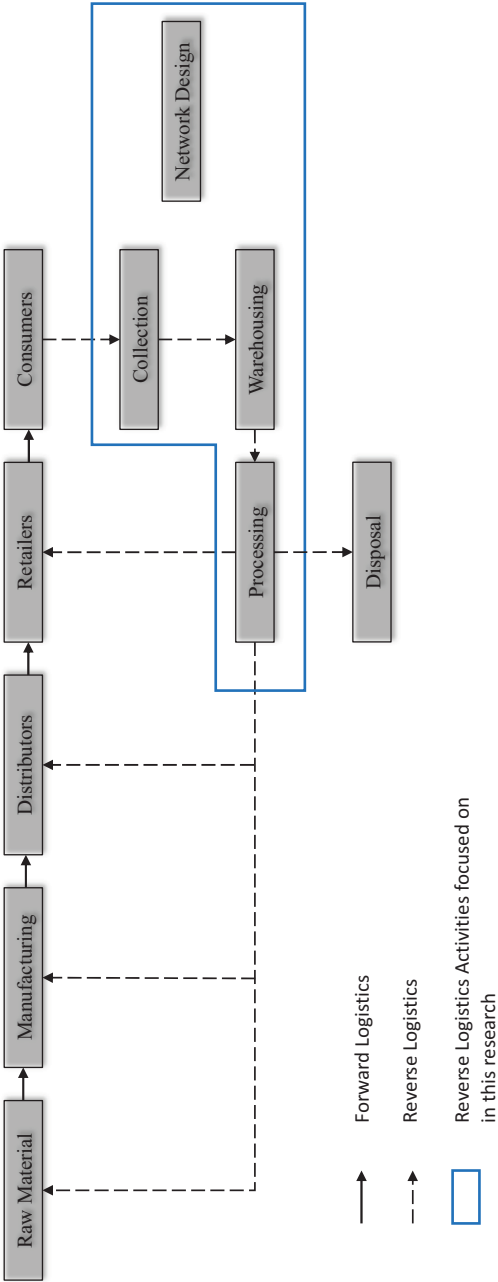 Raw Material
Manufacturing
Distributors
Retailers
Consumers
Collection
Network Design
Processing
Warehousing
Disposal
Forward Logistics
Reverse Logistics
Reverse Logistics Activities focused on
in this research